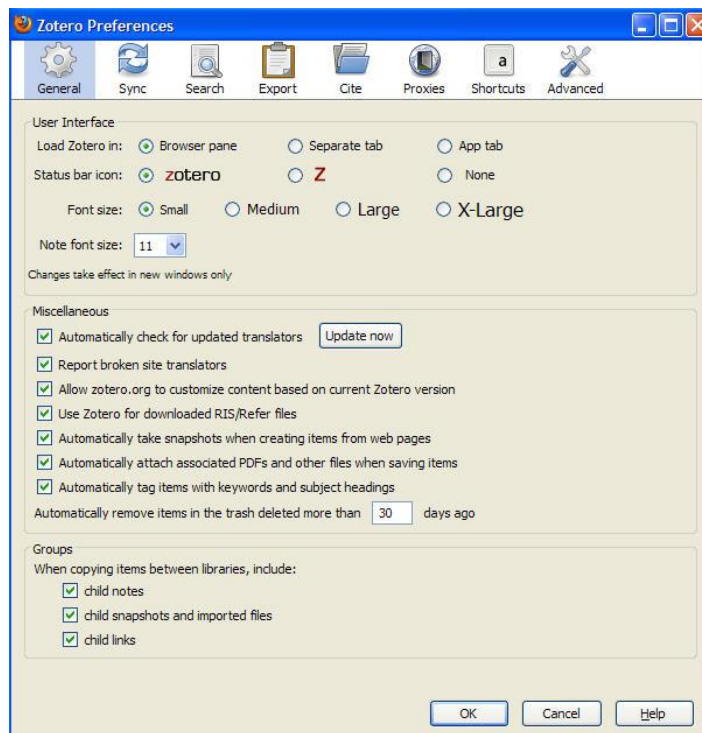 Zotero Preferences
General Sync Search Export Cite Proxies a Shortcuts Advanced
User Interface
Load Zotero in: Browser pane Separate tab App tab
Status bar icon: zotero Z None
Font size: Small Medium Large X-Large
Note font size: 11
Changes take effect in new windows only
Miscellaneous
Automatically check for updated translators Update now
Report broken site translators
Allow zotero.org to customize content based on current Zotero version
Use Zotero for downloaded RIS/Refer files
Automatically take snapshots when creating items from web pages
Automatically attach associated PDFs and other files when saving items
Automatically tag items with keywords and subject headings
Automatically remove items in the trash deleted more than 30 days ago
Groups
When copying items between libraries, include:
child notes
child snapshots and imported files
child links
OK Cancel Help